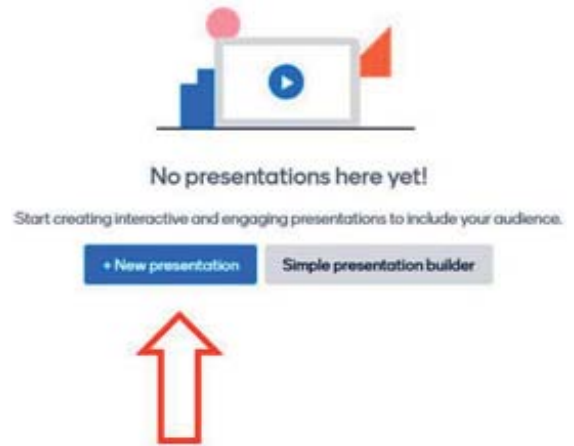 No presentations here yet!
Start creating interactive and engaging presentations to include your audience.
+ New presentation Simple presentation builder